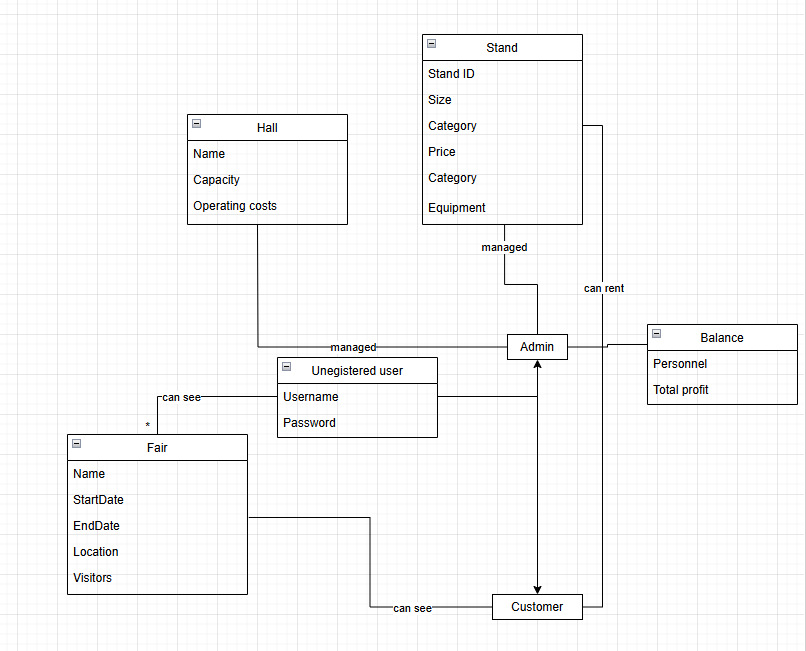 Stand
Stand ID
Size
Category
Price
Category
Equipment
Hall
Name
Capacity
Operating costs
managed
can rent
managed
Admin
Balance
Personnel
Total profit
Unegistered user
Username
Password
can see
*
Fair
Name
StartDate
EndDate
Location
Visitors
can see
Customer